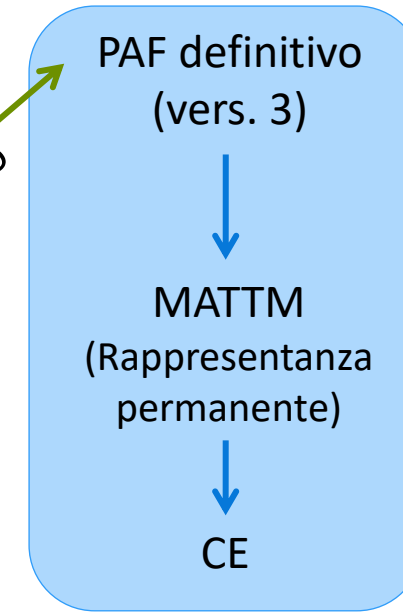 PAF definitivo
(vers. 3)
MATTM
(Rappresentanza
permanente)
CE